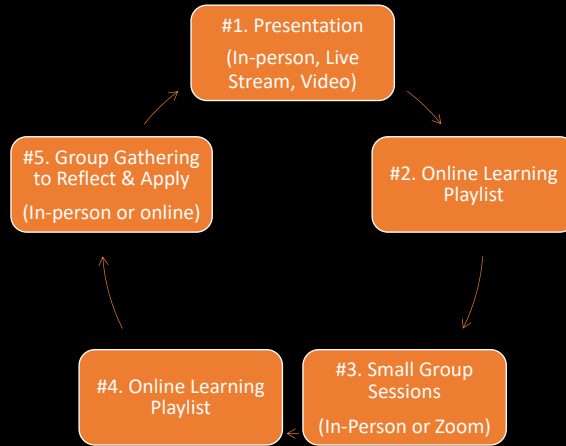 #1. Presentation
(In-person, Live
Stream, Video)
#2. Online Learning
Playlist
#3. Small Group
Sessions
(In-Person or Zoom)
#4. Online Learning
Playlist
#5. Group Gathering
to Reflect & Apply
(In-person or online)